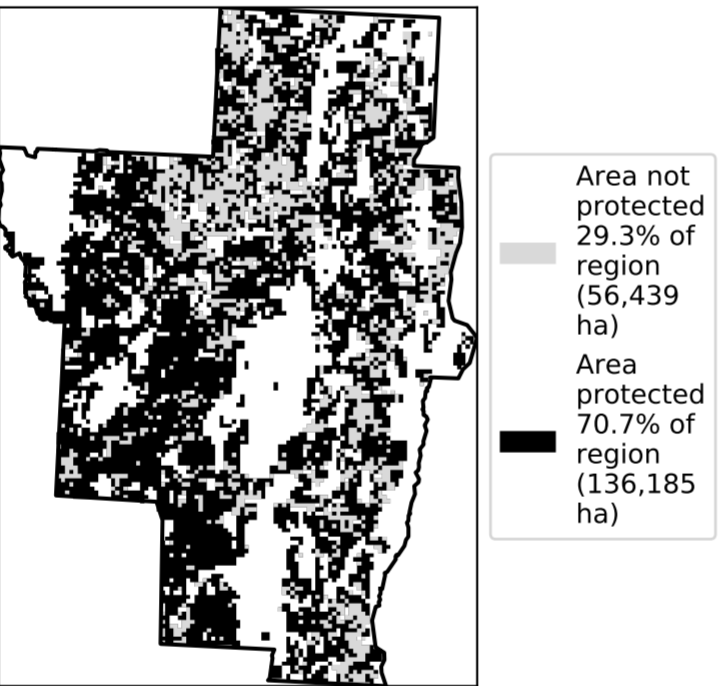 Area not
protected
29.3% of
region
(56,439
ha)
Area
protected
70.7% of
region
(136,185
ha)